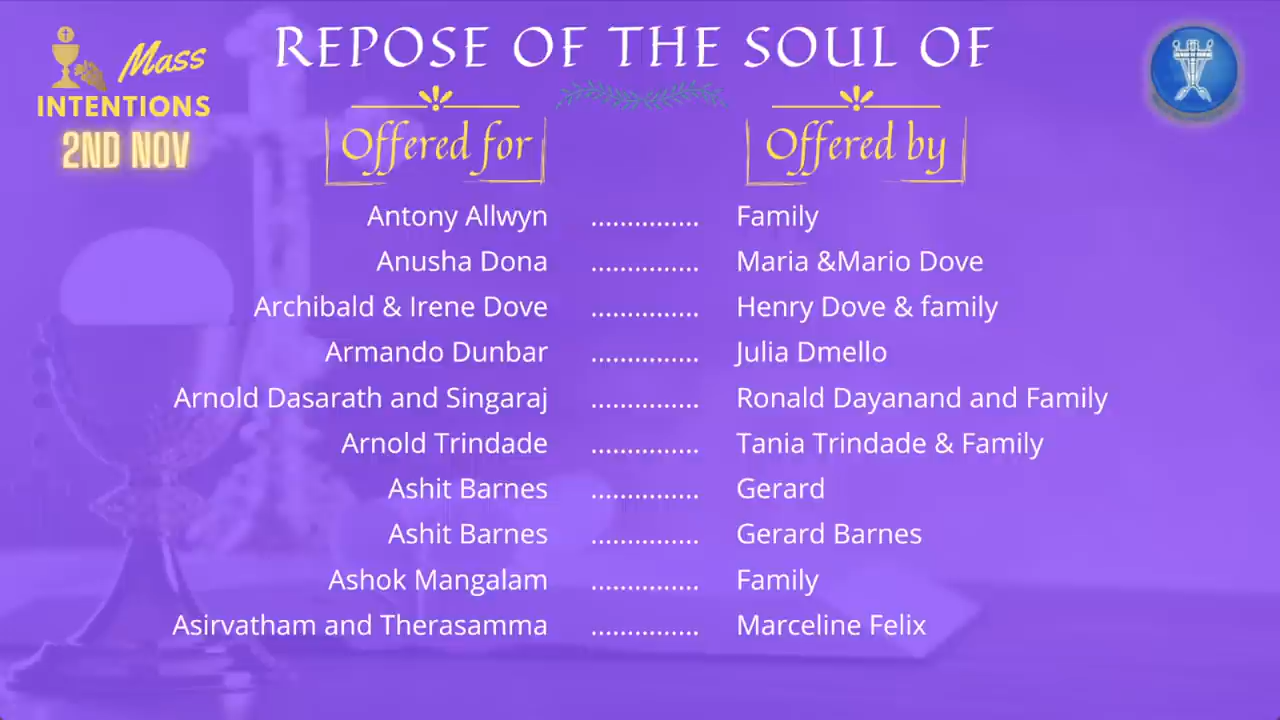 Mass
INTENTIONS
2ND NOV
REPOSE OF THE SOUL OF
Offered for Offered by
Antony Allwyn ............... Family
Anusha Dona ............... Maria &Mario Dove
Archibald & Irene Dove ............... Henry Dove & family
Armando Dunbar ............... Julia Dmello
Arnold Dasarath and Singaraj ............... Ronald Dayanand and Family
Arnold Trindade ............... Tania Trindade & Family
Ashit Barnes ............... Gerard
Ashit Barnes ............... Gerard Barnes
Ashok Mangalam ............... Family
Asirvatham and Therasamma ............... Marceline Felix